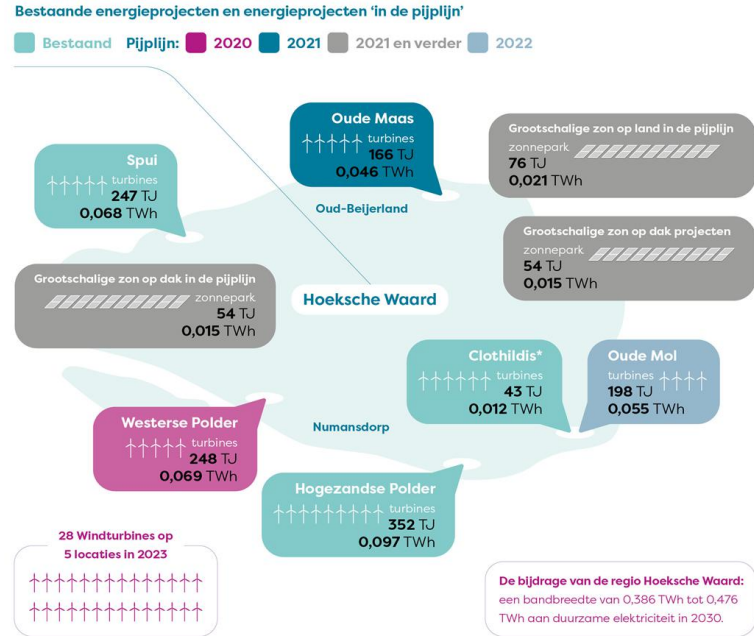 Bestaande energieprojecten en energieprojecten ‘in de pijplijn’
Bestaand Pijplijn: 2020 2021 2021 en verder 2022
Oude Maas
turbines
166 TJ
0,046 TWh
Grootschalige zon op land in de pijplijn
zonnepark
76 TJ
0,021 TWh
Spui
turbines
247 TJ
0,068 TWh
Oud-Beijerland
Grootschalige zon op dak projecten
zonnepark
54 TJ
0,015 TWh
Grootschalige zon op dak in de pijplijn
zonnepark
54 TJ
0,015 TWh
Hoeksche Waard
Clothildis*
turbines
43 TJ
0,012 TWh
Oude Mol
turbines
198 TJ
0,055 TWh
Westerse Polder
turbines
248 TJ
0,069 TWh
Numansdorp
Hogezandse Polder
turbines
352 TJ
0,097 TWh
28 Windturbines op
5 locaties in 2023
De bijdrage van de regio Hoeksche Waard:
een bandbreedte van 0,386 TWh tot 0,476
TWh aan duurzame elektriciteit in 2030.